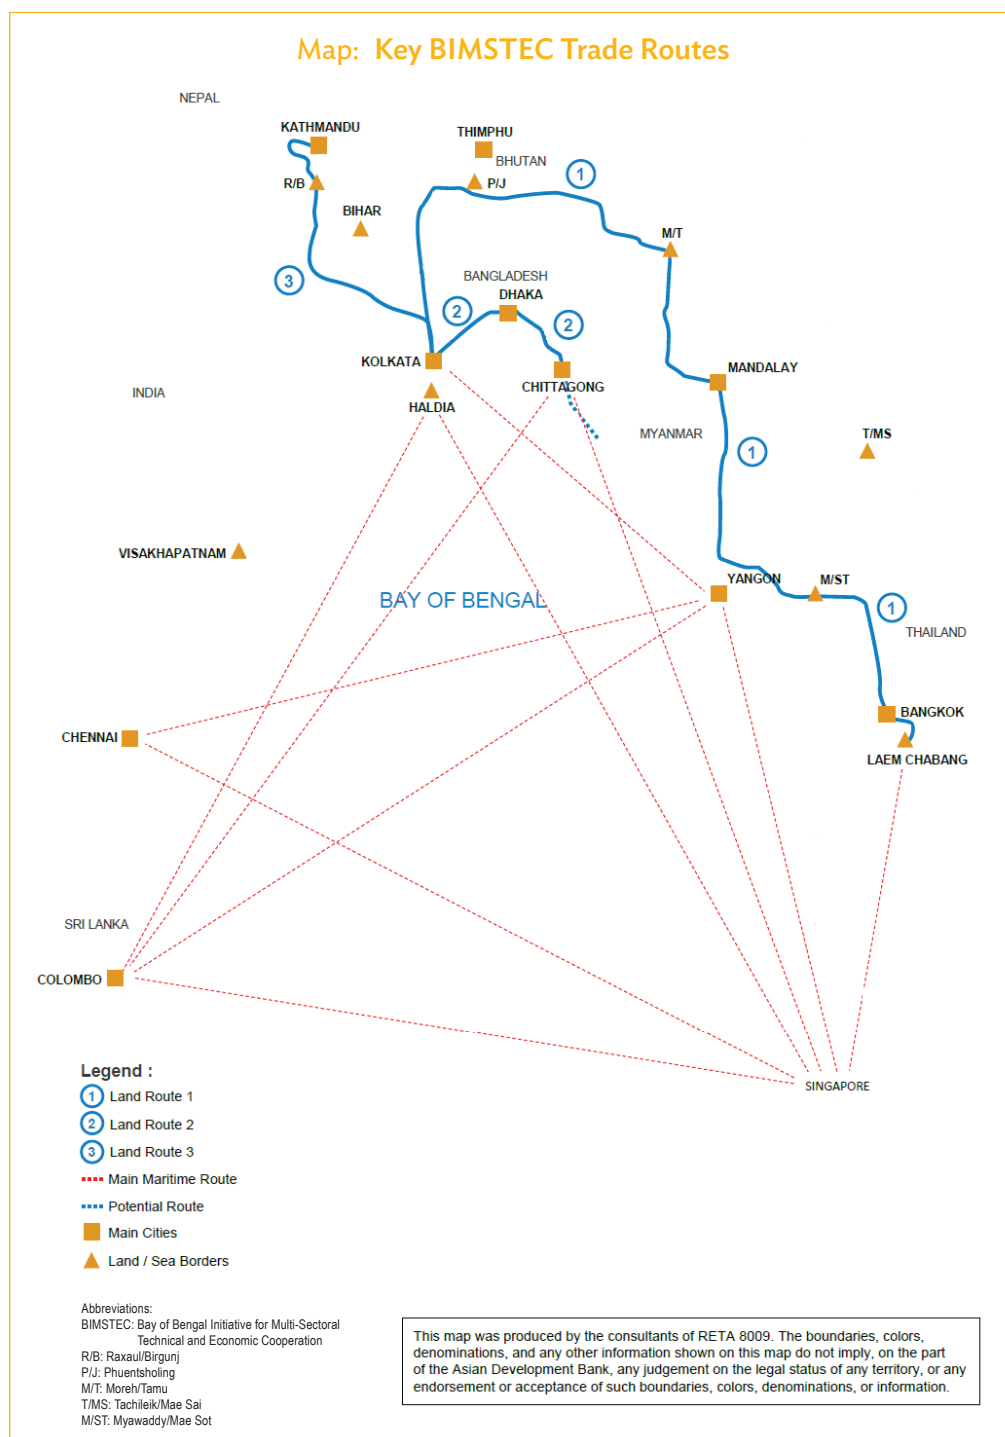 Map: Key BIMSTEC Trade Routes
NEPAL
KATHMANDU
THIMPHU
BHUTAN
1
R/B
P/J
BIHAR
M/T
3
BANGLADESH
DHAKA
2
2
KOLKATA
MANDALAY
CHITTAGONG
INDIA
HALDIA
MYANMAR
T/MS
1
VISAKHAPATNAM
YANGON
M/ST
BAY OF BENGAL
1
THAILAND
BANGKOK
CHENNAI
LAEM CHABANG
SRI LANKA
COLOMBO
SINGAPORE
Legend :
1 Land Route 1
2 Land Route 2
3 Land Route 3
Main Maritime Route
Potential Route
Main Cities
Land / Sea Borders
Abbreviations:
BIMSTEC: Bay of Bengal Initiative for Multi-Sectoral
Technical and Economic Cooperation
R/B: Raxaul/Birgunj
P/J: Phuentsholing
M/T: Moreh/Tamu
T/MS: Tachileik/Mae Sai
M/ST: Myawaddy/Mae Sot
This map was produced by the consultants of RETA 8009. The boundaries, colors,
denominations, and any other information shown on this map do not imply, on the part
of the Asian Development Bank, any judgement on the legal status of any territory, or any
endorsement or acceptance of such boundaries, colors, denominations, or information.